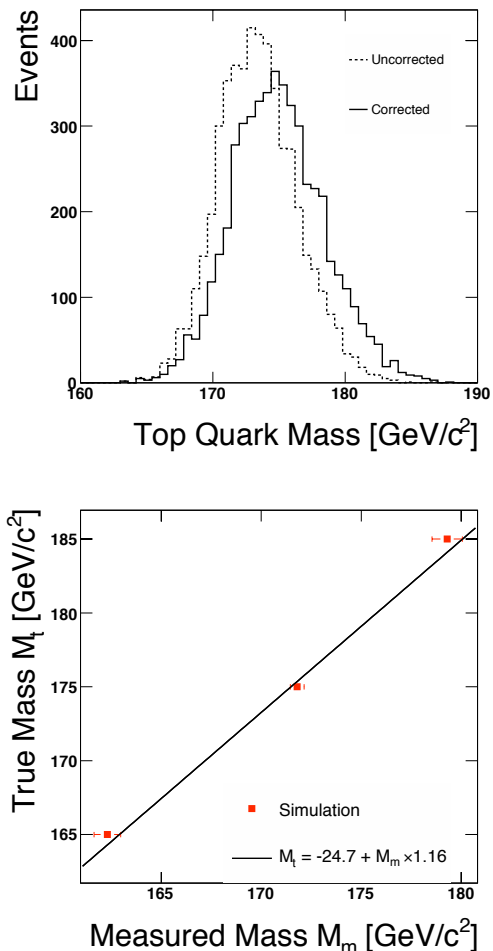 Events
400
300
200
100
0
Uncorrected
Corrected
160 170 180 190
Top Quark Mass [GeV/c²]
True Mass Mₜ [GeV/c²]
185
180
175
170
165
Simulation
Mₜ = -24.7 + Mₘ ×1.16
165 170 175 180
Measured Mass Mₘ [GeV/c²]